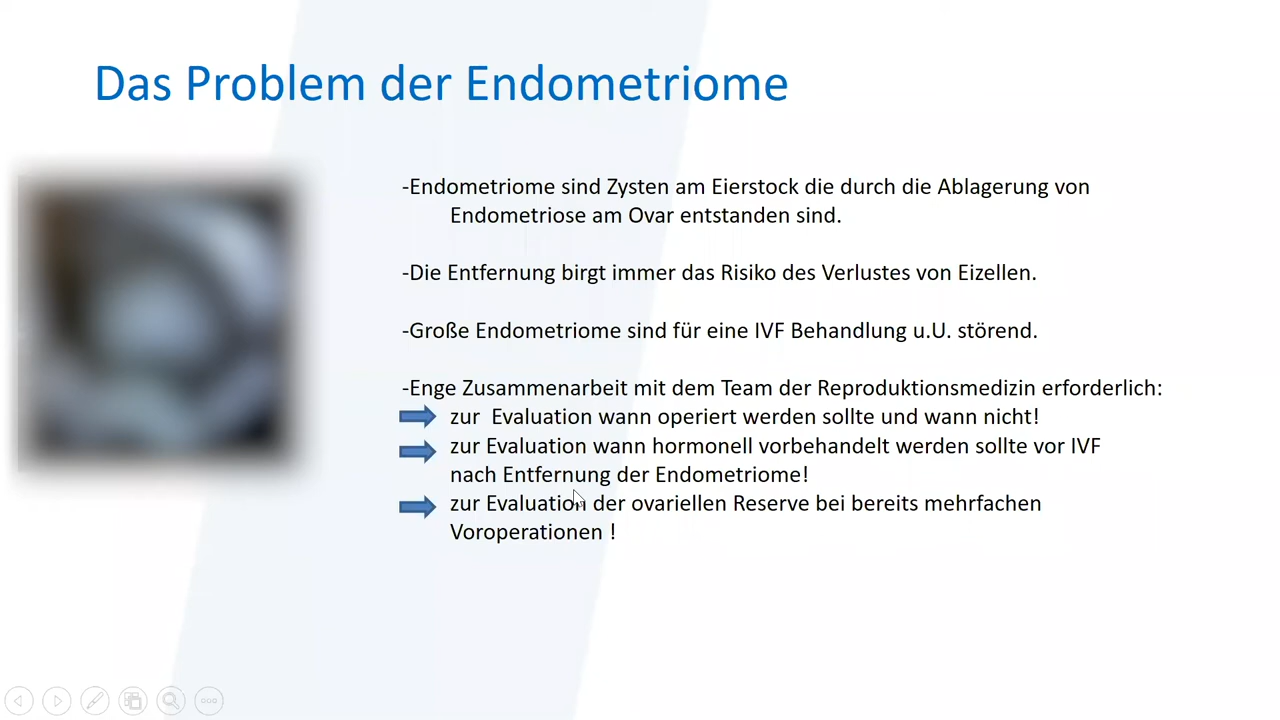 Das Problem der Endometriome
-Endometriome sind Zysten am Eierstock die durch die Ablagerung von
Endometriose am Ovar entstanden sind.
-Die Entfernung birgt immer das Risiko des Verlustes von Eizellen.
-Große Endometriome sind für eine IVF Behandlung u.U. störend.
-Enge Zusammenarbeit mit dem Team der Reproduktionsmedizin erforderlich:
zur  Evaluation wann operiert werden sollte und wann nicht!
zur Evaluation wann hormonell vorbehandelt werden sollte vor IVF
nach Entfernung der Endometriome!
zur Evaluation der ovariellen Reserve bei bereits mehrfachen
Voroperationen !